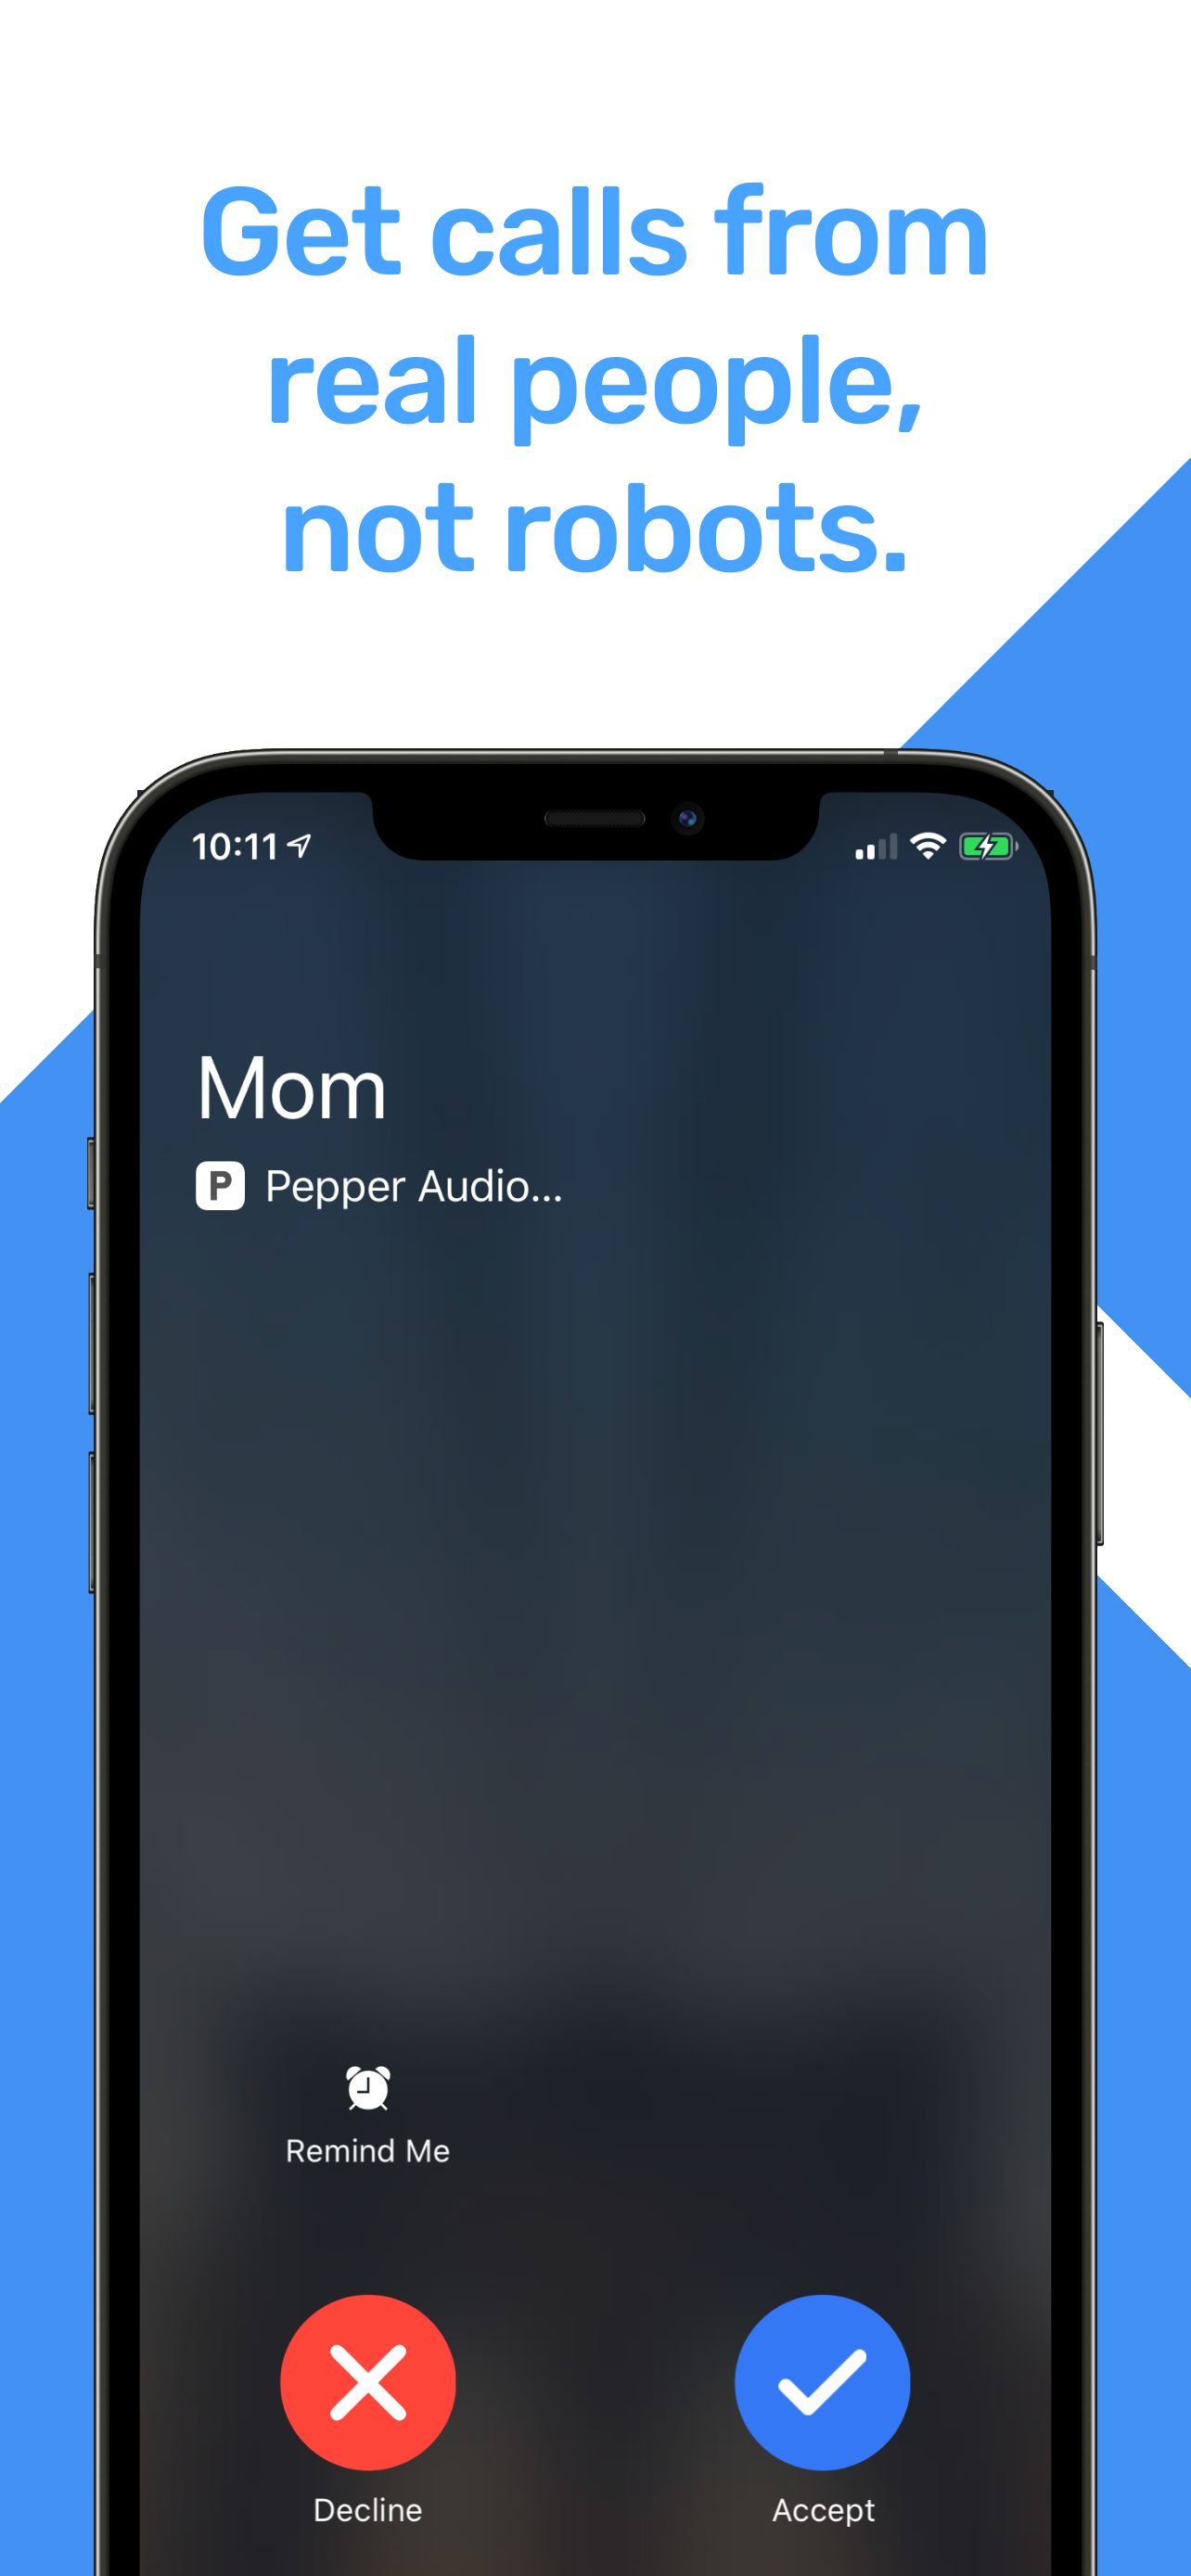 Get calls from
real people,
not robots.
10:11
Mom
P Pepper Audio...
Remind Me
Decline
Accept